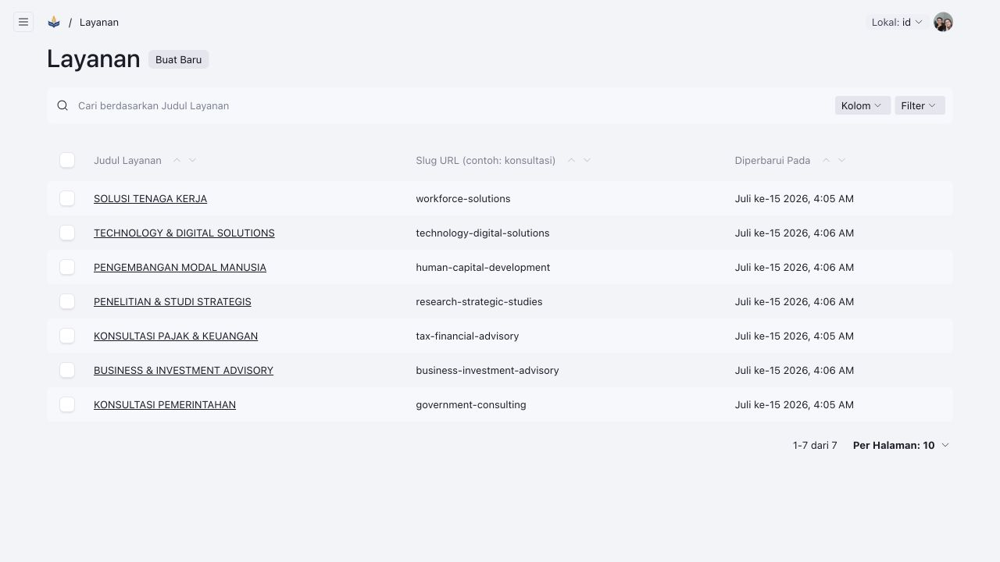 / Layanan
Lokal: id
Layanan Buat Baru
Cari berdasarkan Judul Layanan Kolom Filter
Judul Layanan Slug URL (contoh: konsultasi) Diperbarui Pada
SOLUSI TENAGA KERJA workforce-solutions Juli ke-15 2026, 4:05 AM
TECHNOLOGY & DIGITAL SOLUTIONS technology-digital-solutions Juli ke-15 2026, 4:06 AM
PENGEMBANGAN MODAL MANUSIA human-capital-development Juli ke-15 2026, 4:06 AM
PENELITIAN & STUDI STRATEGIS research-strategic-studies Juli ke-15 2026, 4:06 AM
KONSULTASI PAJAK & KEUANGAN tax-financial-advisory Juli ke-15 2026, 4:05 AM
BUSINESS & INVESTMENT ADVISORY business-investment-advisory Juli ke-15 2026, 4:06 AM
KONSULTASI PEMERINTAHAN government-consulting Juli ke-15 2026, 4:05 AM
1-7 dari 7 Per Halaman: 10